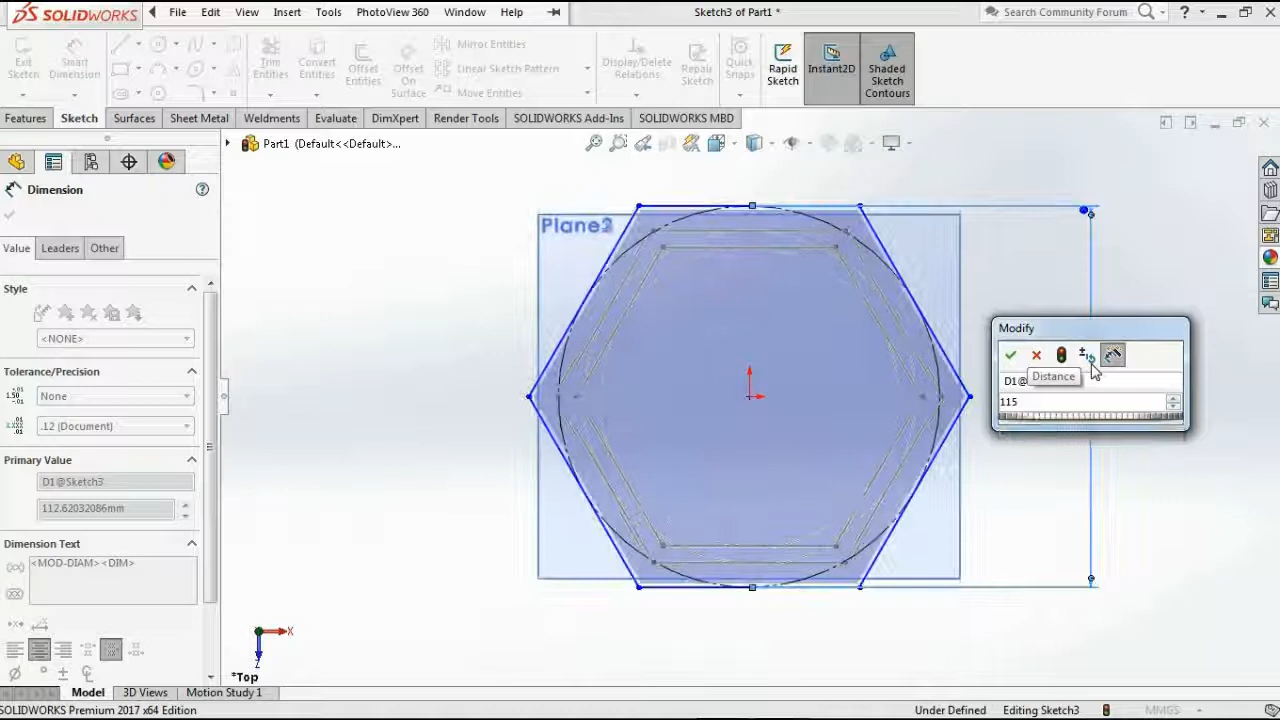 SOLIDWORKS File Edit View Insert Tools PhotoView 360 Window Help Sketch3 of Part1 * Search Community Forum ?
Exit Sketch
Smart Dimension
Trim Entities
Convert Entities
Offset Entities
Offset On Surface
Mirror Entities
Linear Sketch Pattern
Move Entities
Display/Delete Relations
Repair Sketch
Quick Snaps
Rapid Sketch
Instant2D
Shaded Sketch Contours
Features Sketch Surfaces Sheet Metal Weldments Evaluate DimXpert Render Tools SOLIDWORKS Add-Ins SOLIDWORKS MBD
Part1 (Default<<Default>...
Dimension
Value Leaders Other
Style
<NONE>
Tolerance/Precision
None
.12 (Document)
Primary Value
D1@Sketch3
112.62032086mm
Dimension Text
<MOD-DIAM><DIM>
Modify
Distance
D1@
115
X
Z
*Top
Model 3D Views Motion Study 1
SOLIDWORKS Premium 2017 x64 Edition Under Defined Editing Sketch3 MMGS